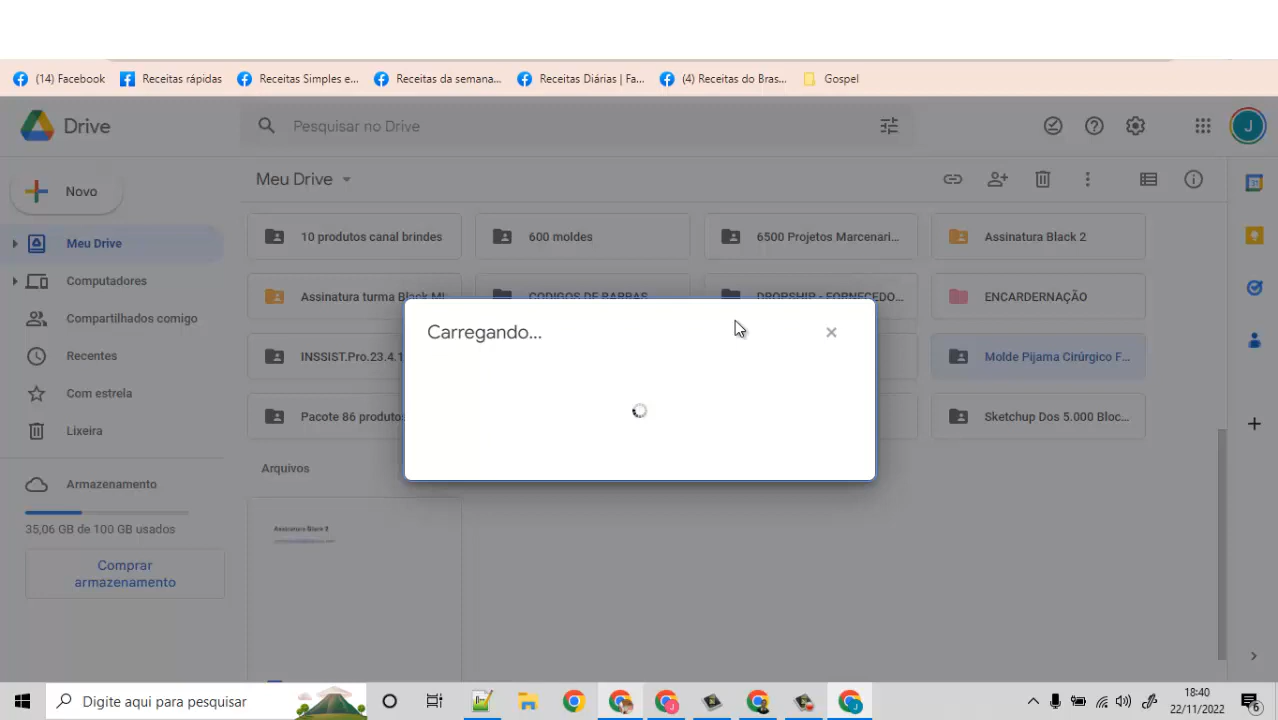 (14) Facebook Receitas rápidas Receitas Simples e... Receitas da semana... Receitas Diárias | Fa... (4) Receitas do Bras... Gospel
Drive Pesquisar no Drive J
Novo
Meu Drive
Meu Drive
Computadores
Compartilhados comigo
Recentes
Com estrela
Lixeira
Armazenamento
35,06 GB de 100 GB usados
Comprar
armazenamento
10 produtos canal brindes 600 moldes 6500 Projetos Marcenari... Assinatura Black 2
Assinatura turma Black ENCARDERNAÇÃO
INSSIST.Pro.23.4.1 Molde Pijama Cirúrgico F...
Pacote 86 produto Sketchup Dos 5.000 Bloc...
Arquivos
Assinatura Black 2
Carregando...
Digite aqui para pesquisar
18:40
22/11/2022
6